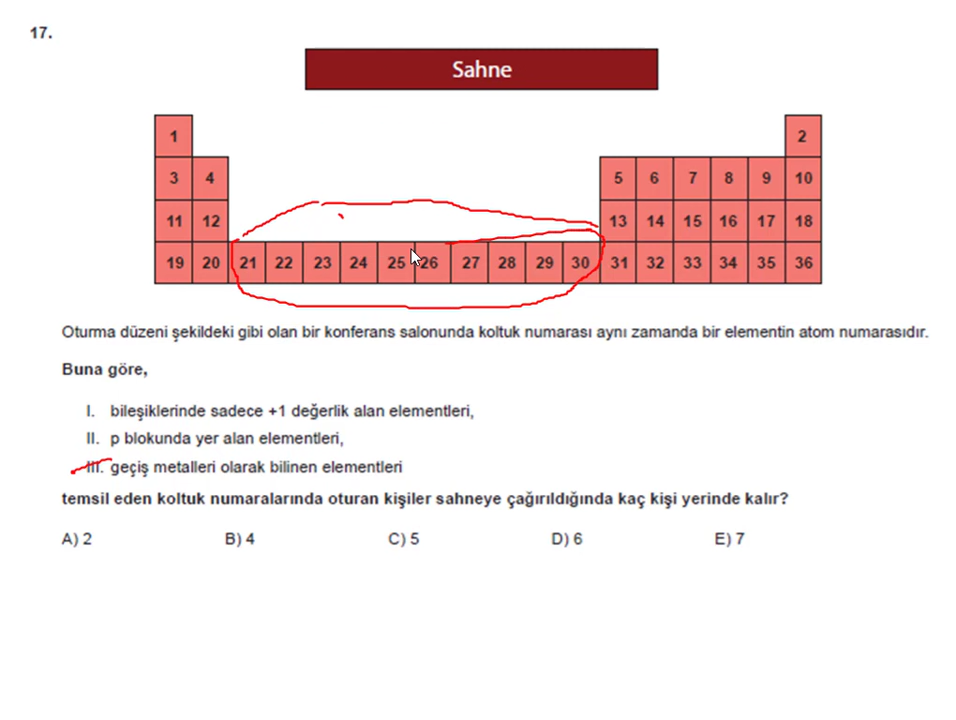 17.
Sahne
1 2
3 4 5 6 7 8 9 10
11 12 13 14 15 16 17 18
19 20 21 22 23 24 25 26 27 28 29 30 31 32 33 34 35 36
Oturma düzeni şekildeki gibi olan bir konferans salonunda koltuk numarası aynı zamanda bir elementin atom numarasıdır.
Buna göre,
I. bileşiklerinde sadece +1 değerlik alan elementleri,
II. p blokunda yer alan elementleri,
III. geçiş metalleri olarak bilinen elementleri
temsil eden koltuk numaralarında oturan kişiler sahneye çağırıldığında kaç kişi yerinde kalır?
A) 2 B) 4 C) 5 D) 6 E) 7